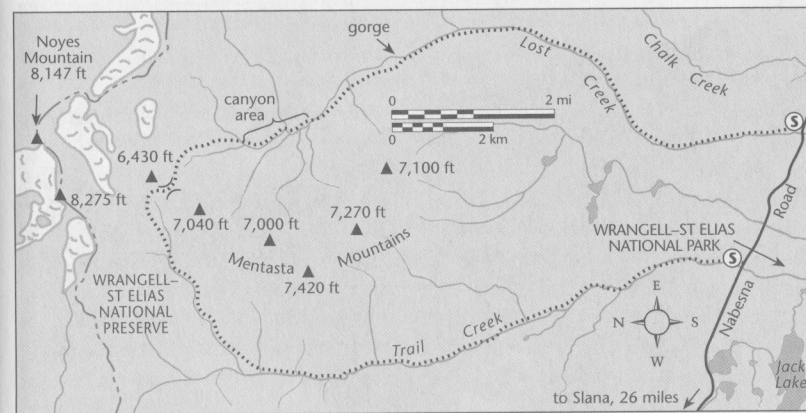 Noyes
Mountain
8,147 ft
gorge
Lost
Creek
Chalk
Creek
canyon
area
0
2 mi
0
2 km
S
6,430 ft
8,275 ft
7,100 ft
7,040 ft
7,000 ft
7,270 ft
Mentasta
Mountains
7,420 ft
WRANGELL–ST ELIAS
NATIONAL PARK
S
Road
Nabesna
WRANGELL–
ST ELIAS
NATIONAL
PRESERVE
E
N
S
W
Trail
Creek
Jack
Lake
to Slana, 26 miles